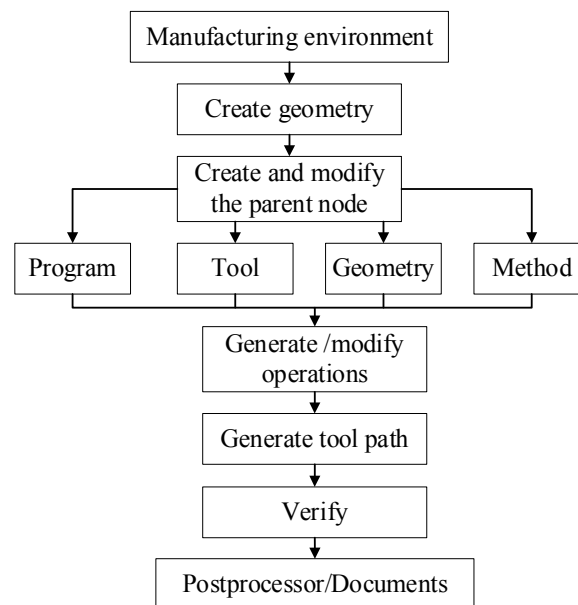 Manufacturing environment
Create geometry
Create and modify
the parent node
Program
Tool
Geometry
Method
Generate /modify
operations
Generate tool path
Verify
Postprocessor/Documents